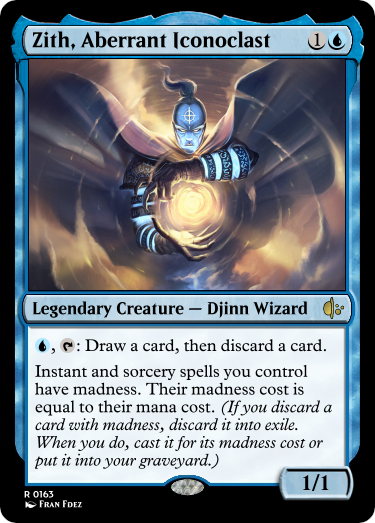 Zith, Aberrant Iconoclast 1
Legendary Creature — Djinn Wizard
: Draw a card, then discard a card.
Instant and sorcery spells you control
have madness. Their madness cost is
equal to their mana cost. (If you discard a
card with madness, discard it into exile.
When you do, cast it for its madness cost or
put it into your graveyard.)
1/1
R 0163
Fran Fdez